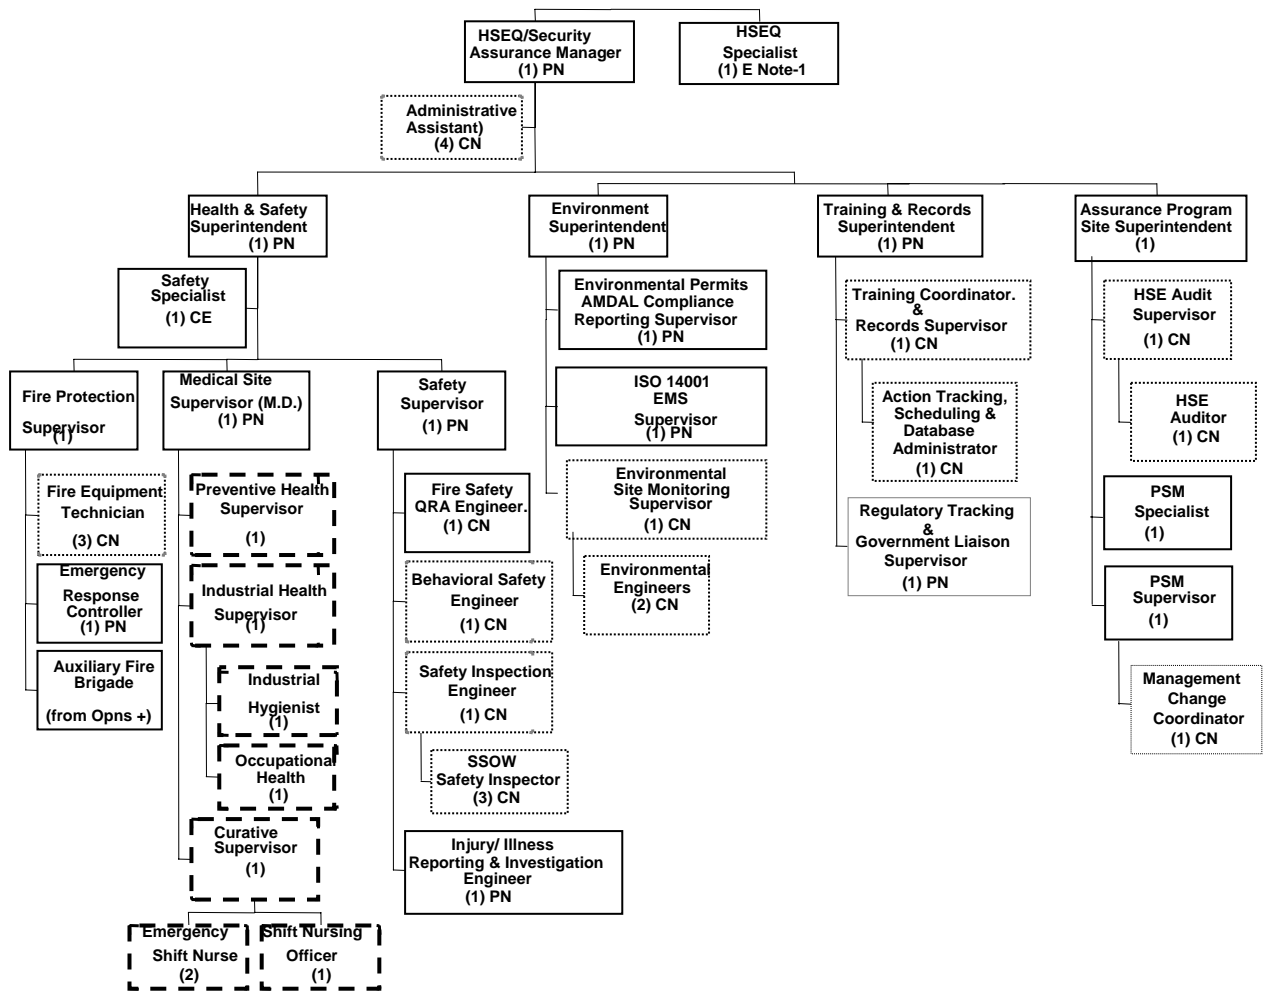 HSEQ/Security
Assurance Manager
(1) PN
HSEQ
Specialist
(1) E Note-1
Administrative
Assistant)
(4) CN
Health & Safety
Superintendent
(1) PN
Environment
Superintendent
(1) PN
Training & Records
Superintendent
(1) PN
Assurance Program
Site Superintendent
(1)
Safety
Specialist
(1) CE
Fire Protection
Supervisor
(1)
Medical Site
Supervisor (M.D.)
(1) PN
Safety
Supervisor
(1) PN
Fire Equipment
Technician
(3) CN
Emergency
Response
Controller
(1) PN
Auxiliary Fire
Brigade
(from Opns +)
Preventive Health
Supervisor
(1)
Industrial Health
Supervisor
(1)
Industrial
Hygienist
(1)
Occupational
Health
(1)
Curative
Supervisor
(1)
Emergency
Shift Nurse
(2)
Shift Nursing
Officer
(1)
Fire Safety
QRA Engineer.
(1) CN
Behavioral Safety
Engineer
(1) CN
Safety Inspection
Engineer
(1) CN
SSOW
Safety Inspector
(3) CN
Injury/ Illness
Reporting & Investigation
Engineer
(1) PN
Environmental Permits
AMDAL Compliance
Reporting Supervisor
(1) PN
ISO 14001
EMS
Supervisor
(1) PN
Environmental
Site Monitoring
Supervisor
(1) CN
Environmental
Engineers
(2) CN
Training Coordinator.
&
Records Supervisor
(1) CN
Action Tracking,
Scheduling &
Database
Administrator
(1) CN
Regulatory Tracking
&
Government Liaison
Supervisor
(1) PN
HSE Audit
Supervisor
(1) CN
HSE
Auditor
(1) CN
PSM
Specialist
(1)
PSM
Supervisor
(1)
Management
Change
Coordinator
(1) CN